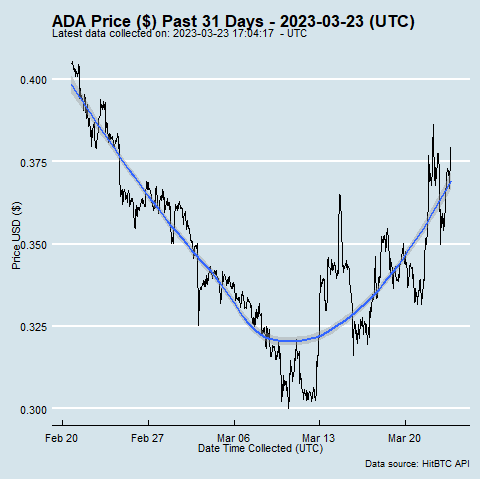 ADA Price ($) Past 31 Days - 2023-03-23 (UTC)
Latest data collected on: 2023-03-23 17:04:17 - UTC
0.400
0.375
0.350
0.325
0.300
Price USD ($)
Feb 20 Feb 27 Mar 06 Mar 13 Mar 20
Date Time Collected (UTC)
Data source: HitBTC API